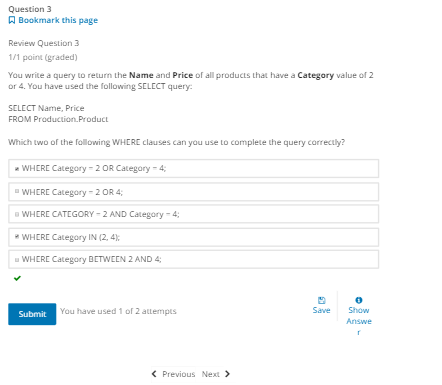 Question 3
Bookmark this page
Review Question 3
1/1 point (graded)
You write a query to return the Name and Price of all products that have a Category value of 2
or 4. You have used the following SELECT query:
SELECT Name, Price
FROM Production.Product
Which two of the following WHERE clauses can you use to complete the query correctly?
WHERE Category = 2 OR Category = 4;
WHERE Category = 2 OR 4;
WHERE CATEGORY = 2 AND Category = 4;
WHERE Category IN (2, 4);
WHERE Category BETWEEN 2 AND 4;
Submit
You have used 1 of 2 attempts
Save
Show
Answe
r
Previous Next